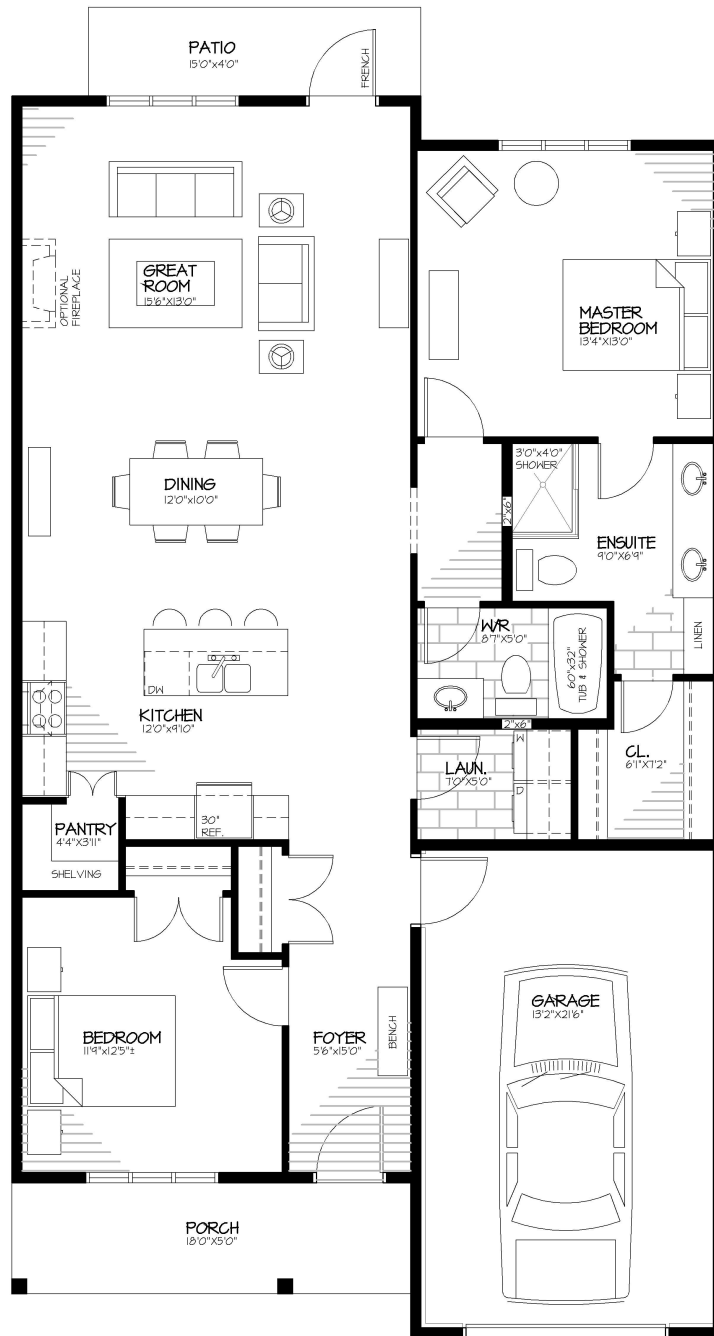 PATIO
15'0"x4'0"
FRENCH
GREAT
ROOM
15'6"X13'0"
OPTIONAL
FIREPLACE
MASTER
BEDROOM
13'4"X13'0"
DINING
12'0"x10'0"
3'0"x4'0"
SHOWER
2"x6"
ENSUITE
9'0"X6'9"
LINEN
W/R
8'7"X5'0"
60"x32"
TUB & SHOWER
DW
KITCHEN
12'0"x9'10"
2"x6"
LAUN.
7'0"X5'0"
W
D
CL.
6'1"X7'2"
30"
REF.
PANTRY
4'4"X3'11"
SHELVING
BEDROOM
11'9"x12'5"±
FOYER
5'6"x15'0"
BENCH
GARAGE
13'2"X21'6"
PORCH
18'0"X5'0"